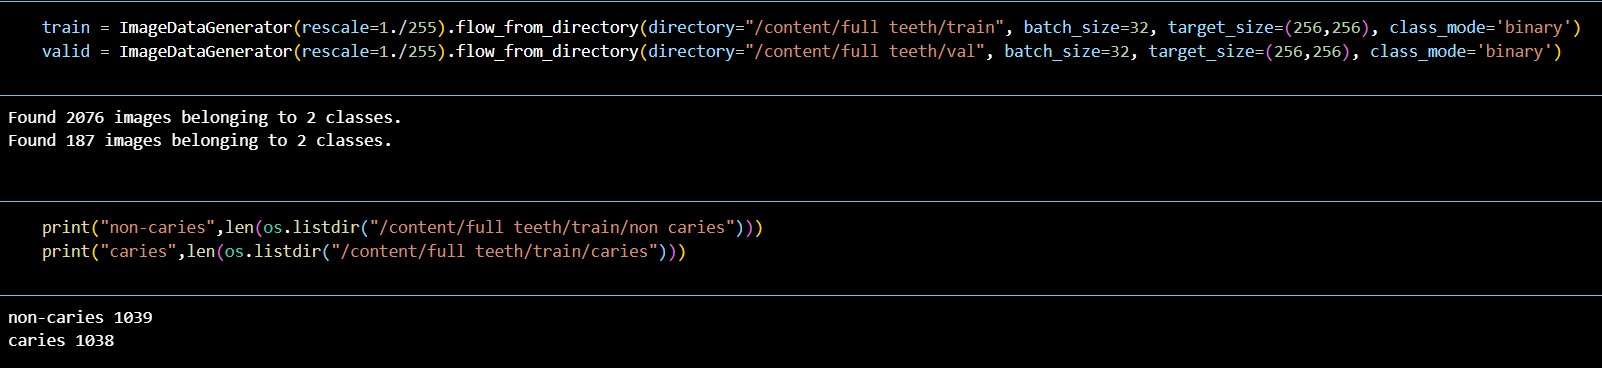 train = ImageDataGenerator(rescale=1./255).flow_from_directory(directory="/content/full teeth/train", batch_size=32, target_size=(256,256), class_mode='binary')
valid = ImageDataGenerator(rescale=1./255).flow_from_directory(directory="/content/full teeth/val", batch_size=32, target_size=(256,256), class_mode='binary')
Found 2076 images belonging to 2 classes.
Found 187 images belonging to 2 classes.
print("non-caries",len(os.listdir("/content/full teeth/train/non caries")))
print("caries",len(os.listdir("/content/full teeth/train/caries")))
non-caries 1039
caries 1038